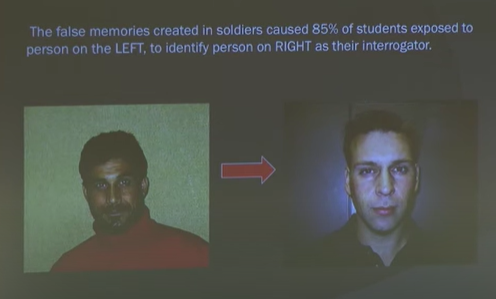 The false memories created in soldiers caused 85% of students exposed to
person on the LEFT, to identify person on RIGHT as their interrogator.